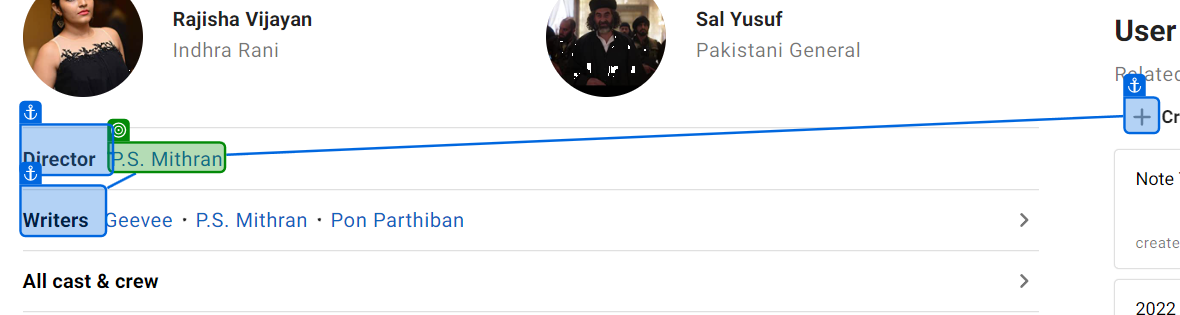 Rajisha Vijayan
Indhra Rani
Sal Yusuf
Pakistani General
User
Related
Cr
Director P.S. Mithran
Writers Geevee · P.S. Mithran · Pon Parthiban
All cast & crew
Note
create
2022